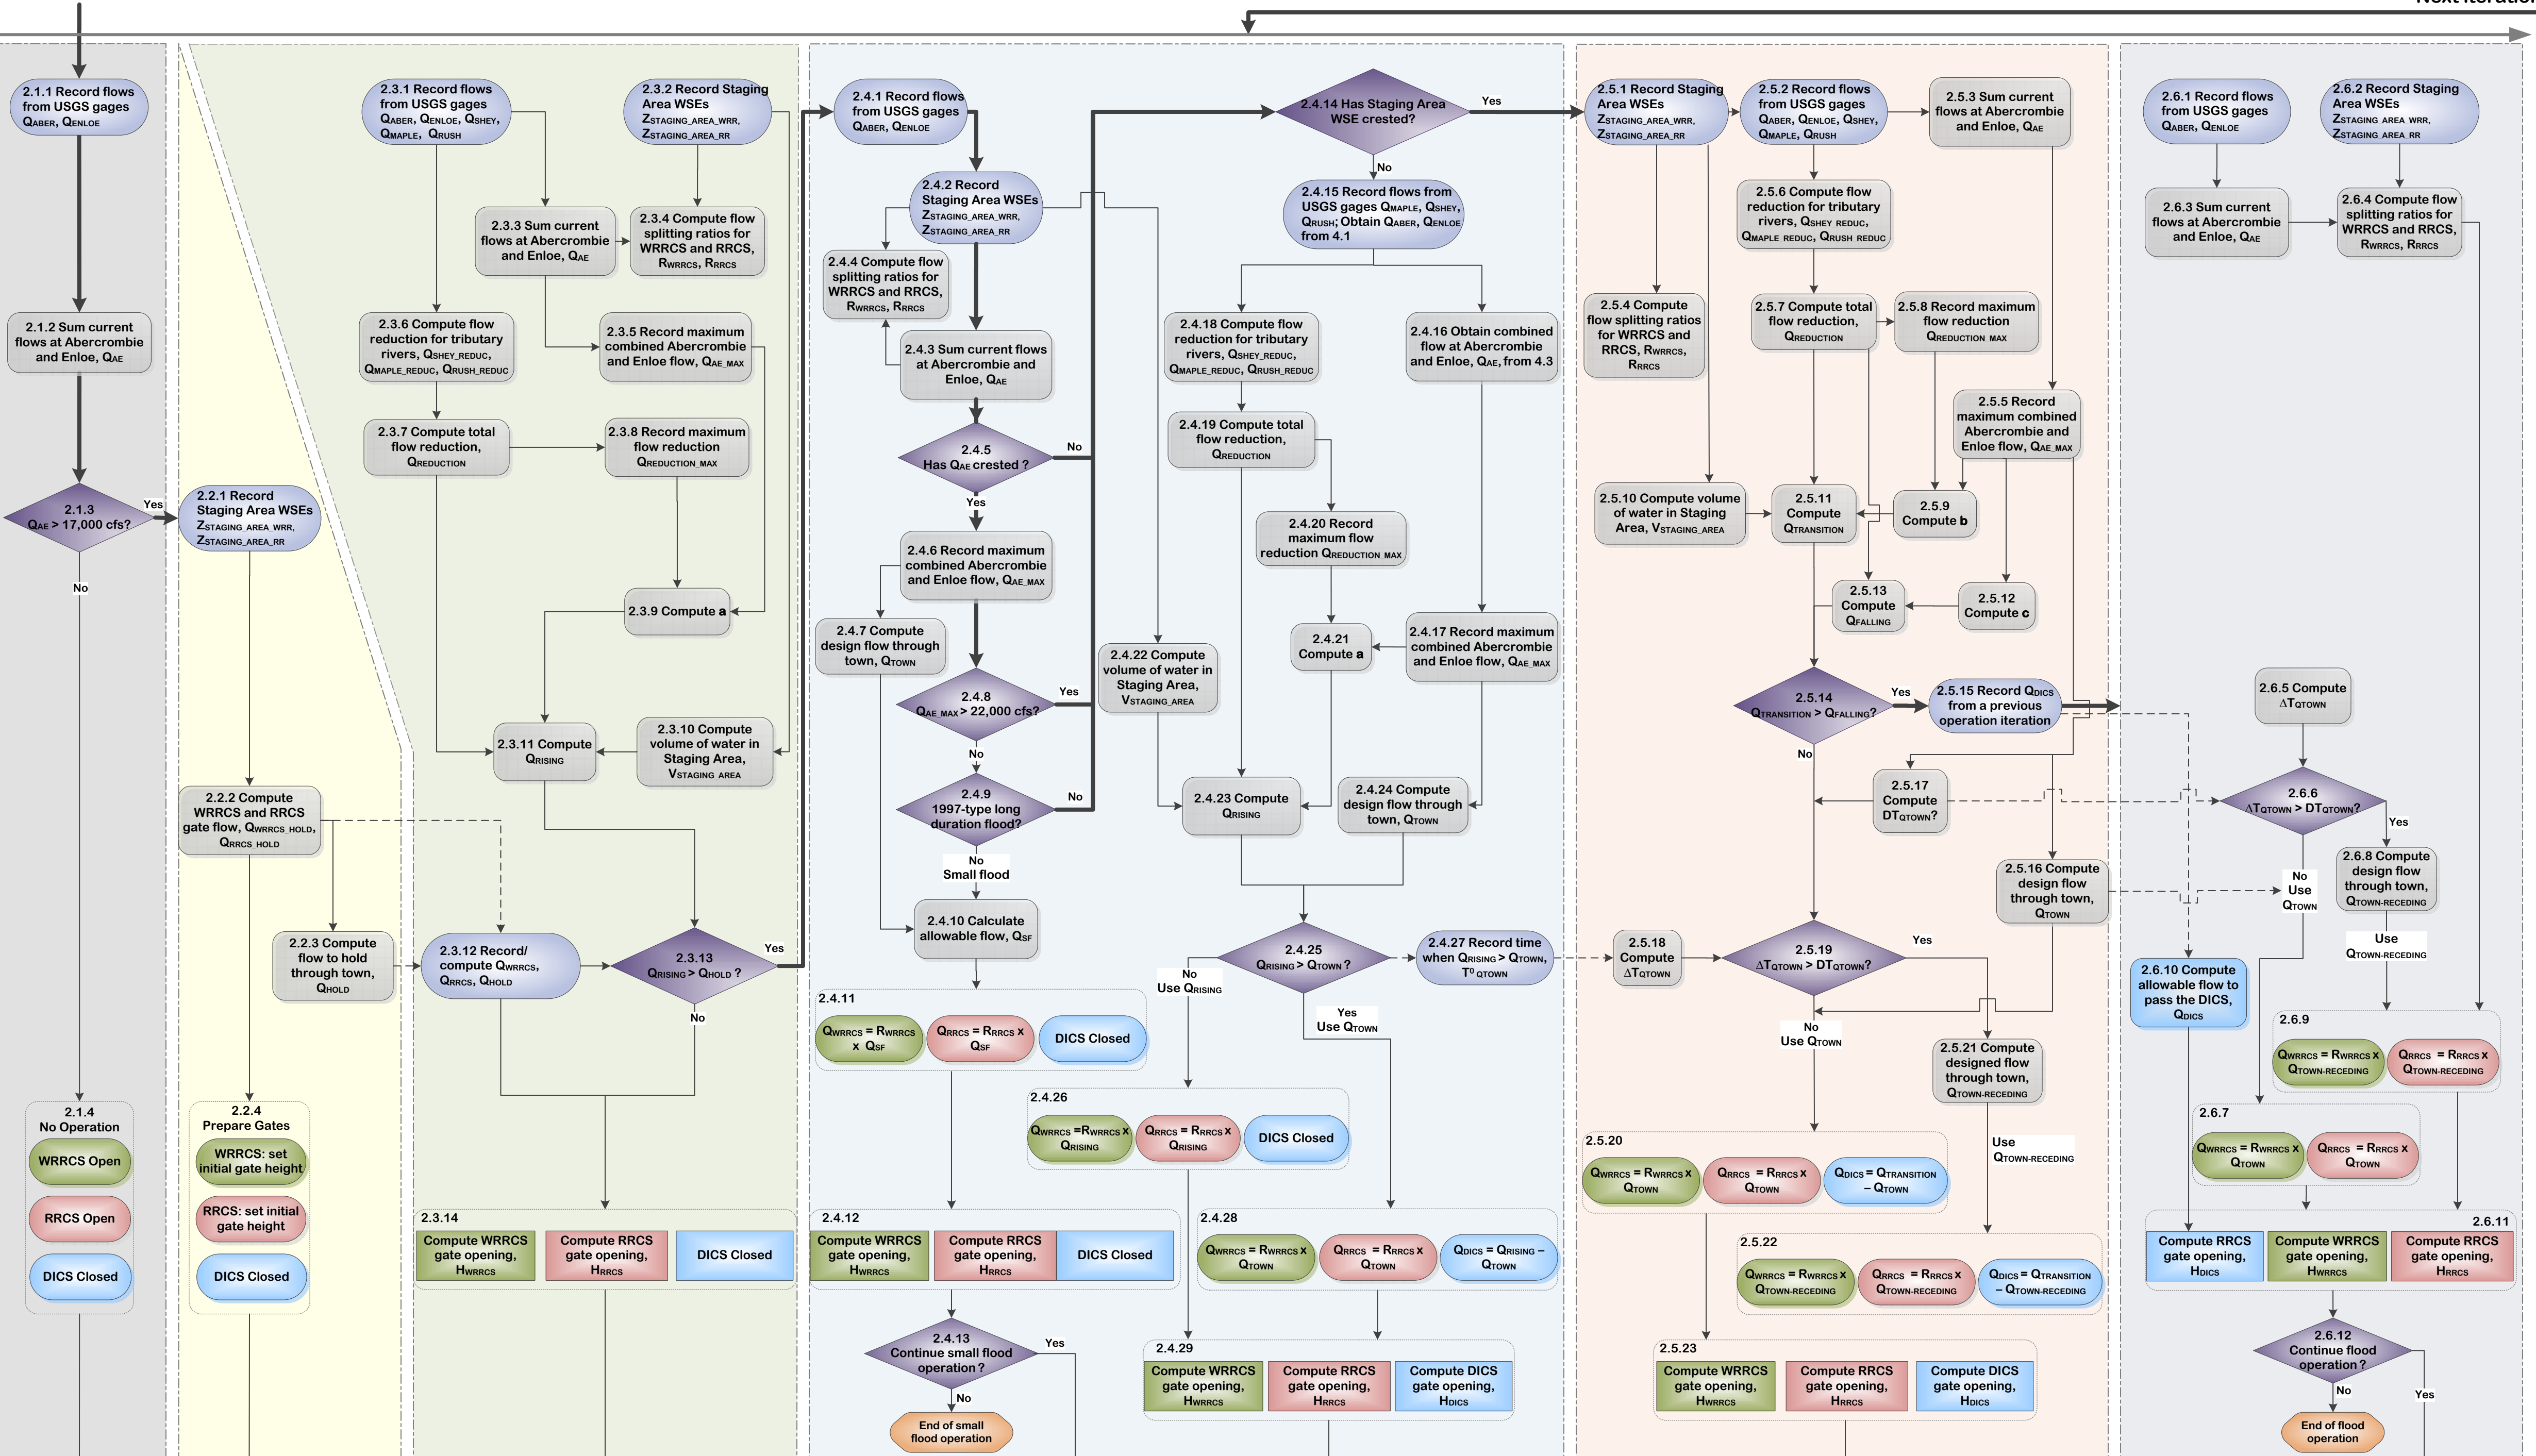 2.1.1 Record flows
from USGS gages
QABER, QENLOE
2.1.2 Sum current
flows at Abercrombie
and Enloe, QAE
2.1.3
QAE > 17,000 cfs?
Yes
No
2.1.4
No Operation
WRRCS Open
RRCS Open
DICS Closed
2.2.1 Record
Staging Area WSEs
ZSTAGING_AREA_WRR,
ZSTAGING_AREA_RR
2.2.2 Compute
WRRCS and RRCS
gate flow, QWRRCS_HOLD,
QRRCS_HOLD
2.2.3 Compute
flow to hold
through town,
QHOLD
2.2.4
Prepare Gates
WRRCS: set
initial gate height
RRCS: set initial
gate height
DICS Closed
2.3.1 Record flows
from USGS gages
QABER, QENLOE, QSHEY,
QMAPLE, QRUSH
2.3.2 Record Staging
Area WSEs
ZSTAGING_AREA_WRR,
ZSTAGING_AREA_RR
2.3.3 Sum current
flows at Abercrombie
and Enloe, QAE
2.3.4 Compute flow
splitting ratios for
WRRCS and RRCS,
RWRRCS, RRRCS
2.3.6 Compute flow
reduction for tributary
rivers, QSHEY_REDUC,
QMAPLE_REDUC, QRUSH_REDUC
2.3.5 Record maximum
combined Abercrombie
and Enloe flow, QAE_MAX
2.3.7 Compute total
flow reduction,
QREDUCTION
2.3.8 Record maximum
flow reduction
QREDUCTION_MAX
2.3.9 Compute a
2.3.11 Compute
QRISING
2.3.10 Compute
volume of water in
Staging Area,
VSTAGING_AREA
2.3.12 Record/
compute QWRRCS,
QRRCS, QHOLD
2.3.13
QRISING > QHOLD ?
Yes
No
2.3.14
Compute WRRCS
gate opening,
HWRRCS
Compute RRCS
gate opening,
HRRCS
DICS Closed
2.4.1 Record flows
from USGS gages
QABER, QENLOE
2.4.2 Record
Staging Area WSEs
ZSTAGING_AREA_WRR,
ZSTAGING_AREA_RR
2.4.4 Compute flow
splitting ratios for
WRRCS and RRCS,
RWRRCS, RRRCS
2.4.3 Sum current flows
at Abercrombie and
Enloe, QAE
2.4.5
Has QAE crested ?
No
Yes
2.4.6 Record maximum
combined Abercrombie
and Enloe flow, QAE_MAX
2.4.7 Compute
design flow through
town, QTOWN
2.4.8
QAE_MAX > 22,000 cfs?
Yes
No
2.4.9
1997-type long
duration flood?
No
No
Small flood
2.4.10 Calculate
allowable flow, QSF
2.4.11
QWRRCS = RWRRCS
x QSF
QRRCS = RRRCS x
QSF
DICS Closed
2.4.12
Compute WRRCS
gate opening,
HWRRCS
Compute RRCS
gate opening,
HRRCS
DICS Closed
2.4.13
Continue small flood
operation ?
Yes
No
End of small
flood operation
2.4.14 Has Staging Area
WSE crested?
Yes
No
2.4.15 Record flows from
USGS gages QMAPLE, QSHEY,
QRUSH; Obtain QABER, QENLOE
from 4.1
2.4.18 Compute flow
reduction for tributary
rivers, QSHEY_REDUC,
QMAPLE_REDUC, QRUSH_REDUC
2.4.16 Obtain combined
flow at Abercrombie
and Enloe, QAE, from 4.3
2.4.19 Compute total
flow reduction,
QREDUCTION
2.4.20 Record
maximum flow
reduction QREDUCTION_MAX
2.4.21
Compute a
2.4.17 Record maximum
combined Abercrombie
and Enloe flow, QAE_MAX
2.4.22 Compute
volume of water in
Staging Area,
VSTAGING_AREA
2.4.23 Compute
QRISING
2.4.24 Compute
design flow through
town, QTOWN
2.4.25
QRISING > QTOWN ?
No
Use QRISING
Yes
Use QTOWN
2.4.27 Record time
when QRISING > QTOWN,
T0 QTOWN
2.4.26
QWRRCS =RWRRCS x
QRISING
QRRCS = RRRCS x
QRISING
DICS Closed
2.4.28
QWRRCS = RWRRCS x
QTOWN
QRRCS = RRRCS x
QTOWN
QDICS = QRISING –
QTOWN
2.4.29
Compute WRRCS
gate opening,
HWRRCS
Compute RRCS
gate opening,
HRRCS
Compute DICS
gate opening,
HDICS
2.5.1 Record Staging
Area WSEs
ZSTAGING_AREA_WRR,
ZSTAGING_AREA_RR
2.5.2 Record flows
from USGS gages
QABER, QENLOE, QSHEY,
QMAPLE, QRUSH
2.5.3 Sum current
flows at Abercrombie
and Enloe, QAE
2.5.6 Compute flow
reduction for tributary
rivers, QSHEY_REDUC,
QMAPLE_REDUC, QRUSH_REDUC
2.5.4 Compute
flow splitting ratios
for WRRCS and
RRCS, RWRRCS,
RRRCS
2.5.7 Compute total
flow reduction,
QREDUCTION
2.5.8 Record maximum
flow reduction
QREDUCTION_MAX
2.5.5 Record
maximum combined
Abercrombie and
Enloe flow, QAE_MAX
2.5.10 Compute volume
of water in Staging
Area, VSTAGING_AREA
2.5.11
Compute
QTRANSITION
2.5.9
Compute b
2.5.13
Compute
QFALLING
2.5.12
Compute c
2.5.14
QTRANSITION > QFALLING?
Yes
No
2.5.15 Record QDICS
from a previous
operation iteration
2.5.17
Compute
DTQTOWN?
2.5.16 Compute
design flow
through town,
QTOWN
2.5.18
Compute
ΔTQTOWN
2.5.19
ΔTQTOWN > DTQTOWN?
Yes
No
Use QTOWN
2.5.21 Compute
designed flow
through town,
QTOWN-RECEDING
Use
QTOWN-RECEDING
2.5.20
QWRRCS = RWRRCS x
QTOWN
QRRCS = RRRCS x
QTOWN
QDICS = QTRANSITION
– QTOWN
2.5.22
QWRRCS = RWRRCS x
QTOWN-RECEDING
QRRCS = RRRCS x
QTOWN-RECEDING
QDICS = QTRANSITION
– QTOWN-RECEDING
2.5.23
Compute WRRCS
gate opening,
HWRRCS
Compute RRCS
gate opening,
HRRCS
Compute DICS
gate opening,
HDICS
2.6.1 Record flows
from USGS gages
QABER, QENLOE
2.6.2 Record Staging
Area WSEs
ZSTAGING_AREA_WRR,
ZSTAGING_AREA_RR
2.6.3 Sum current
flows at Abercrombie
and Enloe, QAE
2.6.4 Compute flow
splitting ratios for
WRRCS and RRCS,
RWRRCS, RRRCS
2.6.5 Compute
ΔTQTOWN
2.6.6
ΔTQTOWN > DTQTOWN?
Yes
No
Use
QTOWN
2.6.8 Compute
design flow
through town,
QTOWN-RECEDING
Use
QTOWN-RECEDING
2.6.10 Compute
allowable flow to
pass the DICS,
QDICS
2.6.9
QWRRCS = RWRRCS x
QTOWN-RECEDING
QRRCS = RRRCS x
QTOWN-RECEDING
2.6.7
QWRRCS = RWRRCS x
QTOWN
QRRCS = RRRCS x
QTOWN
2.6.11
Compute RRCS
gate opening,
HDICS
Compute WRRCS
gate opening,
HWRRCS
Compute RRCS
gate opening,
HRRCS
2.6.12
Continue flood
operation ?
No
Yes
End of flood
operation